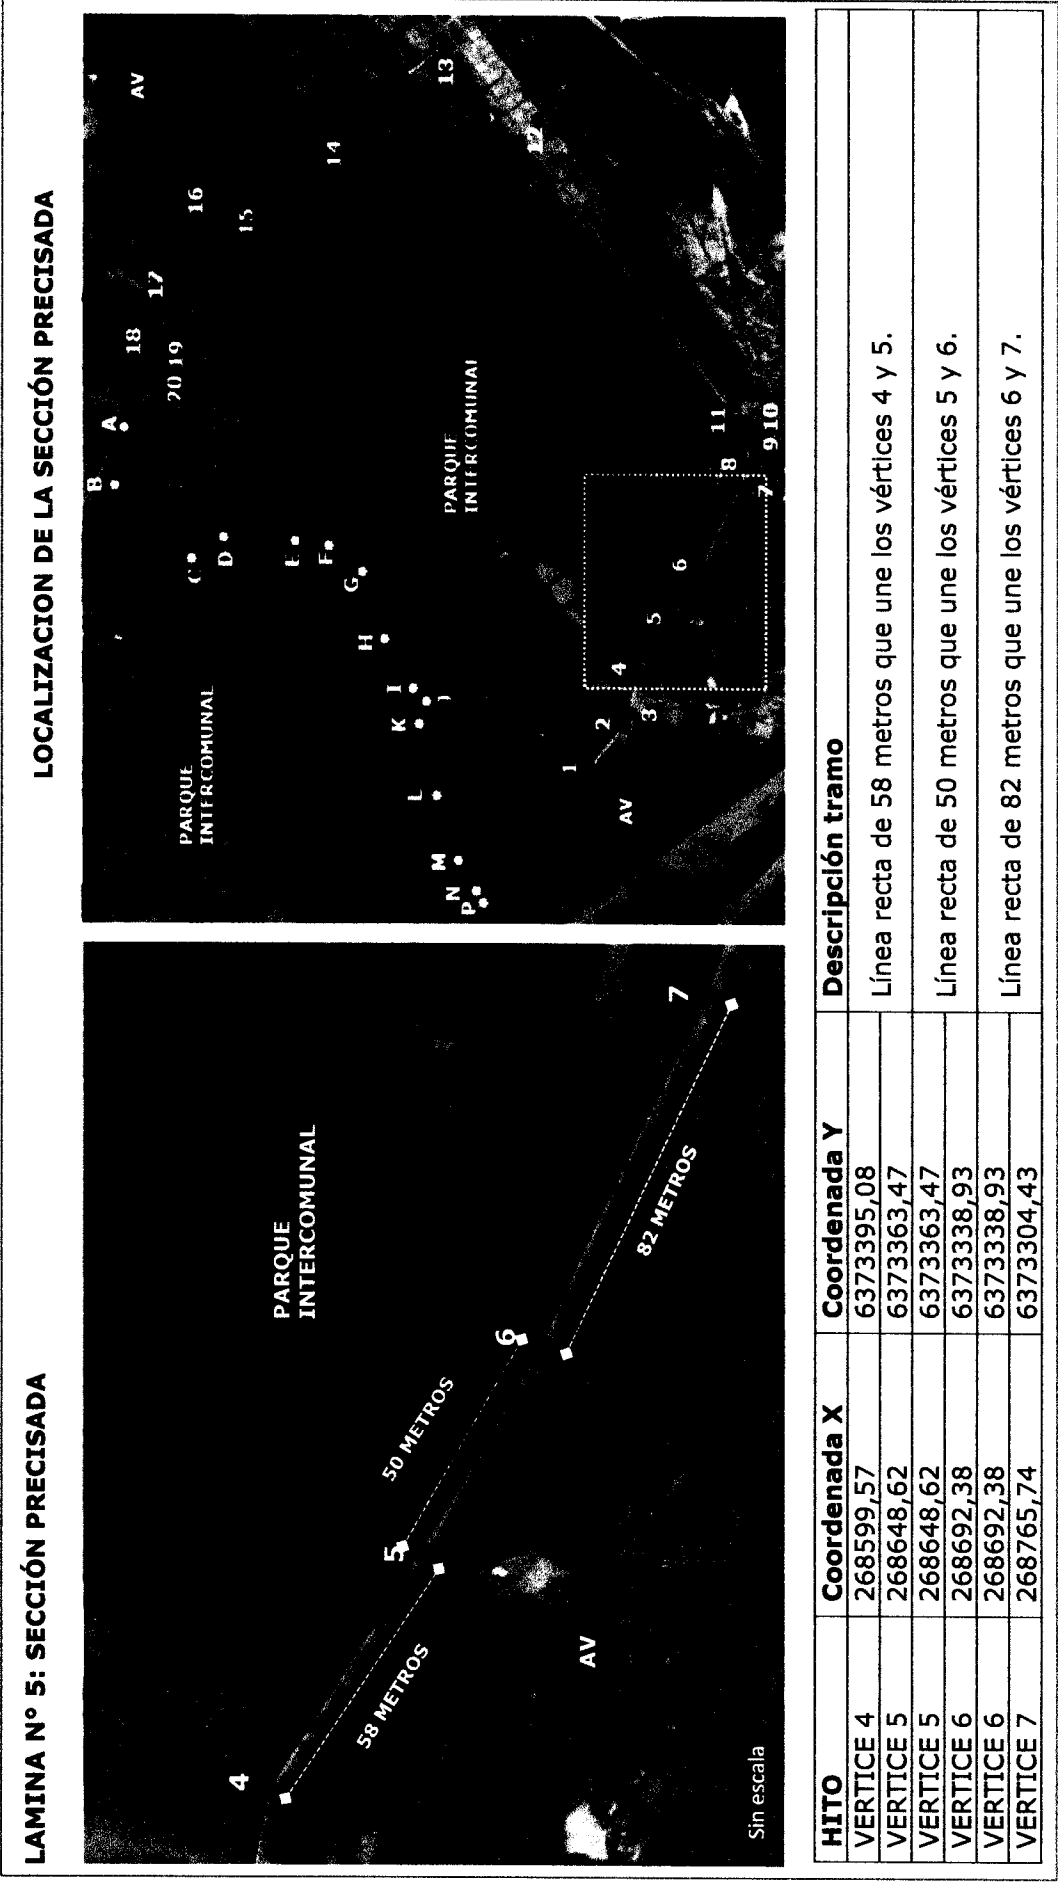 LAMINA Nº 5: SECCIÓN PRECISADA
LOCALIZACION DE LA SECCIÓN PRECISADA
4
58 METROS
5
50 METROS
6
82 METROS
7
PARQUE
INTERCOMUNAL
AV
Sin escala
PARQUE
INTERCOMUNAL
PARQUE
INTERCOMUNAI
AV
AV
A
B
C
D
E
F
G
H
I
J
K
L
M
N
P
1
2
3
4
5
6
7
8
9 10
11
12
13
14
15
16
17
18
20 19
HITO Coordenada X Coordenada Y Descripción tramo
VERTICE 4 268599,57 6373395,08 Línea recta de 58 metros que une los vértices 4 y 5.
VERTICE 5 268648,62 6373363,47
VERTICE 5 268648,62 6373363,47 Línea recta de 50 metros que une los vértices 5 y 6.
VERTICE 6 268692,38 6373338,93
VERTICE 6 268692,38 6373338,93 Línea recta de 82 metros que une los vértices 6 y 7.
VERTICE 7 268765,74 6373304,43